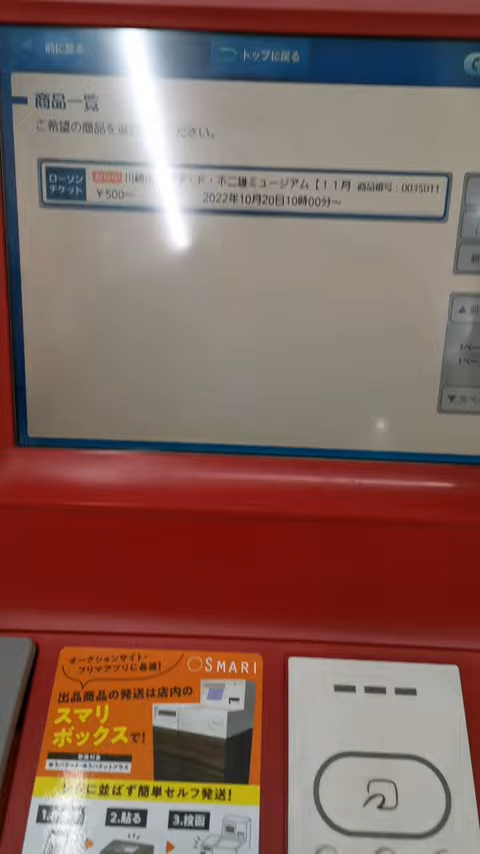 前に戻る
トップに戻る
商品一覧
ご希望の商品を ださい。
ローソン
チケット
ド・不二雄ミュージアム【11月 商品番号:0035011
¥500~ 2022年10月20日10時00分~
オークションサイト・
フリマアプリに最適!
SMARI
出品商品の発送は店内の
スマリ
ボックスで!
に並ばず簡単セルフ発送!
2.貼る
3.投函